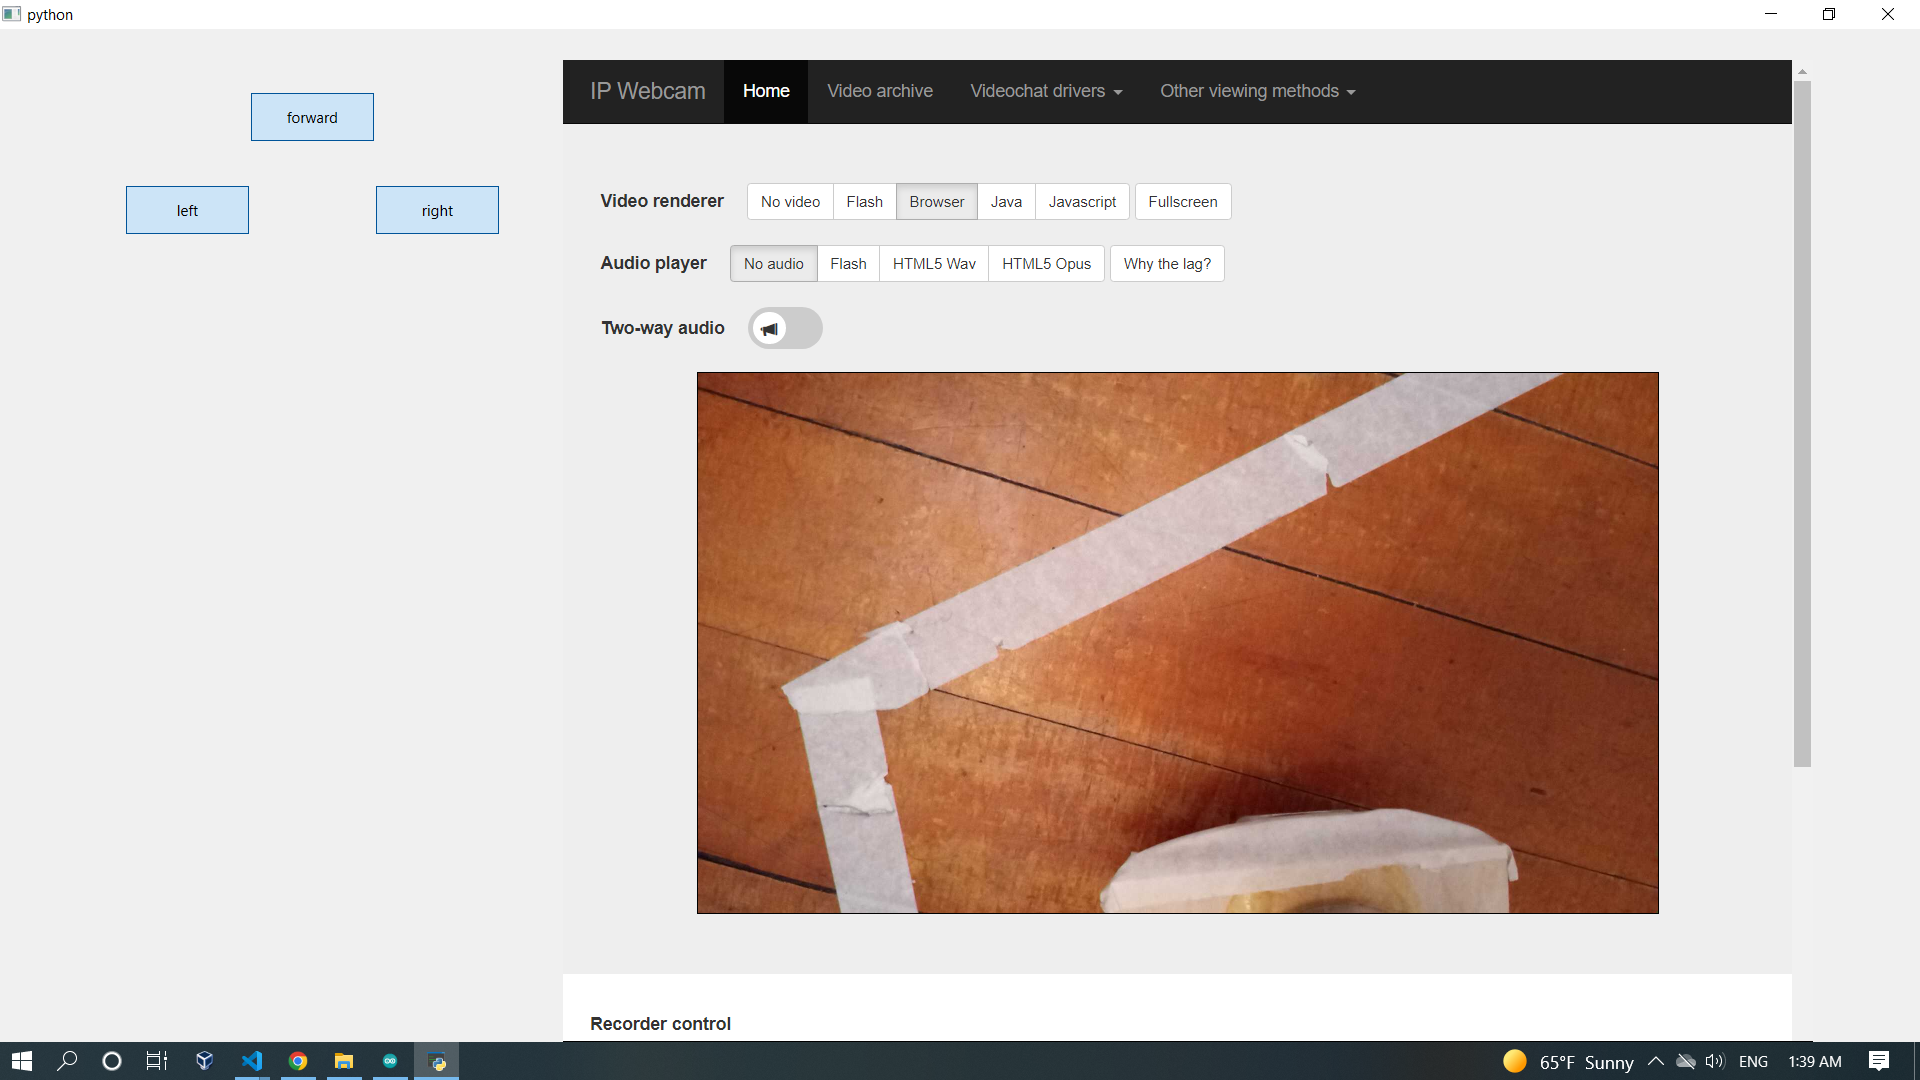 python
forward
left
right
IP Webcam Home Video archive Videochat drivers Other viewing methods
Video renderer No video Flash Browser Java Javascript Fullscreen
Audio player No audio Flash HTML5 Wav HTML5 Opus Why the lag?
Two-way audio
Recorder control
65°F Sunny ENG 1:39 AM